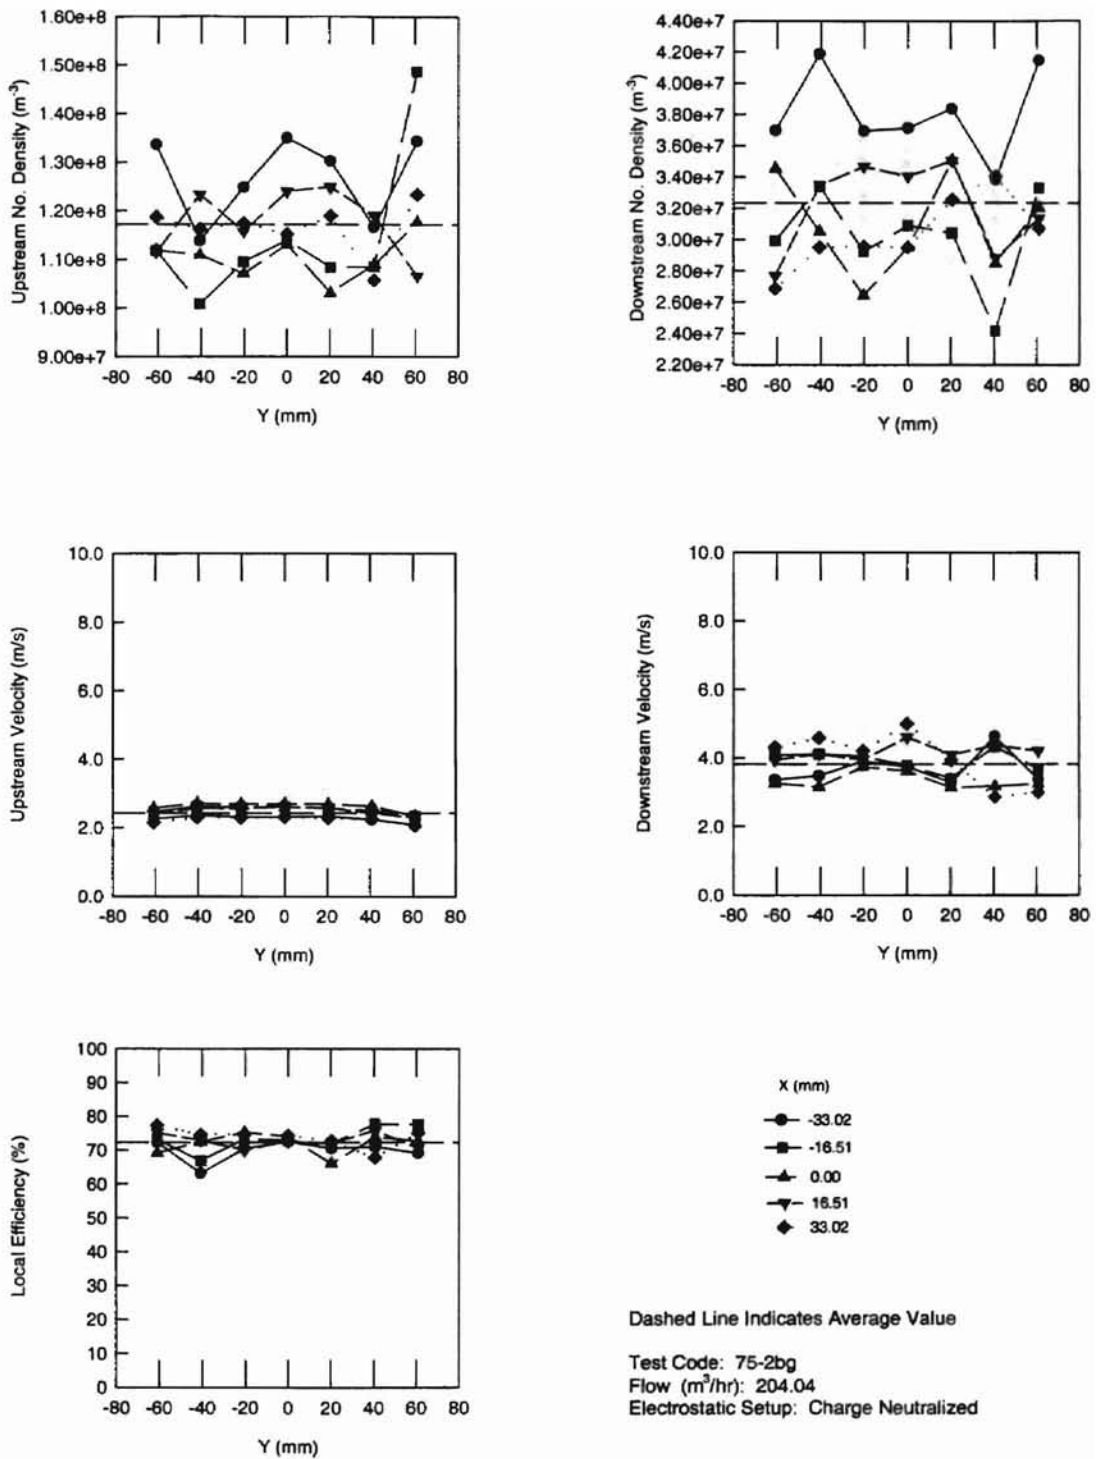 1.60e+8
1.50e+8
1.40e+8
1.30e+8
1.20e+8
1.10e+8
1.00e+8
9.00e+7
Upstream No. Density (m-3)
-80 -60 -40 -20 0 20 40 60 80
Y (mm)
4.40e+7
4.20e+7
4.00e+7
3.80e+7
3.60e+7
3.40e+7
3.20e+7
3.00e+7
2.80e+7
2.60e+7
2.40e+7
2.20e+7
Downstream No. Density (m-3)
-80 -60 -40 -20 0 20 40 60 80
Y (mm)
10.0
8.0
6.0
4.0
2.0
0.0
Upstream Velocity (m/s)
-80 -60 -40 -20 0 20 40 60 80
Y (mm)
10.0
8.0
6.0
4.0
2.0
0.0
Downstream Velocity (m/s)
-80 -60 -40 -20 0 20 40 60 80
Y (mm)
100
90
80
70
60
50
40
30
20
10
0
Local Efficiency (%)
-80 -60 -40 -20 0 20 40 60 80
Y (mm)
X (mm)
-33.02
-16.51
0.00
16.51
33.02
Dashed Line Indicates Average Value
Test Code: 75-2bg
Flow (m3/hr): 204.04
Electrostatic Setup: Charge Neutralized